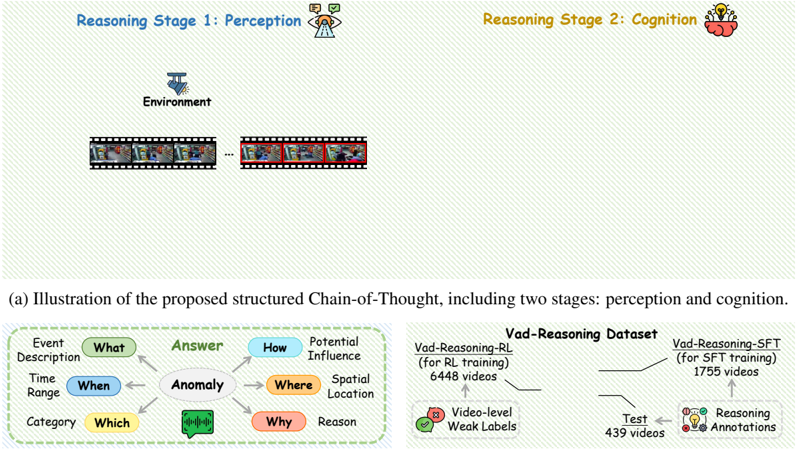 Reasoning Stage 1: Perception
Reasoning Stage 2: Cognition
Environment
...
(a) Illustration of the proposed structured Chain-of-Thought, including two stages: perception and cognition.
Answer
Event
Description
What
How
Potential
Influence
Time
Range
When
Anomaly
Where
Spatial
Location
Category
Which
Why
Reason
Vad-Reasoning Dataset
Vad-Reasoning-RL
(for RL training)
6448 videos
Vad-Reasoning-SFT
(for SFT training)
1755 videos
Video-level
Weak Labels
Test
439 videos
Reasoning
Annotations